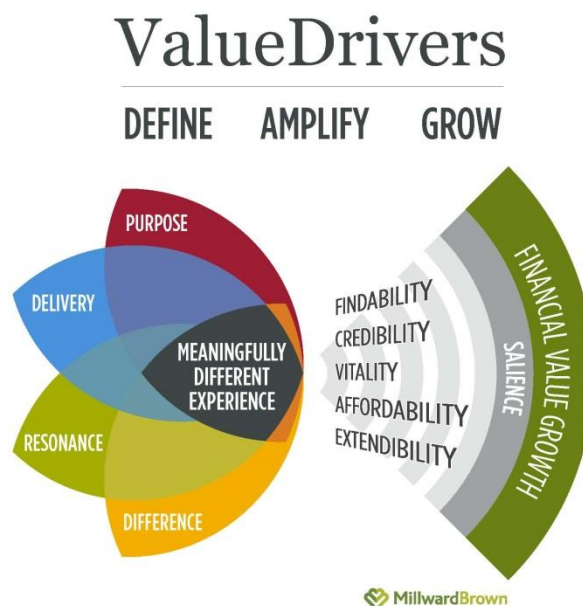 ValueDrivers
DEFINE AMPLIFY GROW
PURPOSE
DELIVERY
RESONANCE
DIFFERENCE
MEANINGFULLY
DIFFERENT
EXPERIENCE
FINDABILITY
CREDIBILITY
VITALITY
AFFORDABILITY
EXTENDIBILITY
SALIENCE
FINANCIAL VALUE GROWTH
MillwardBrown